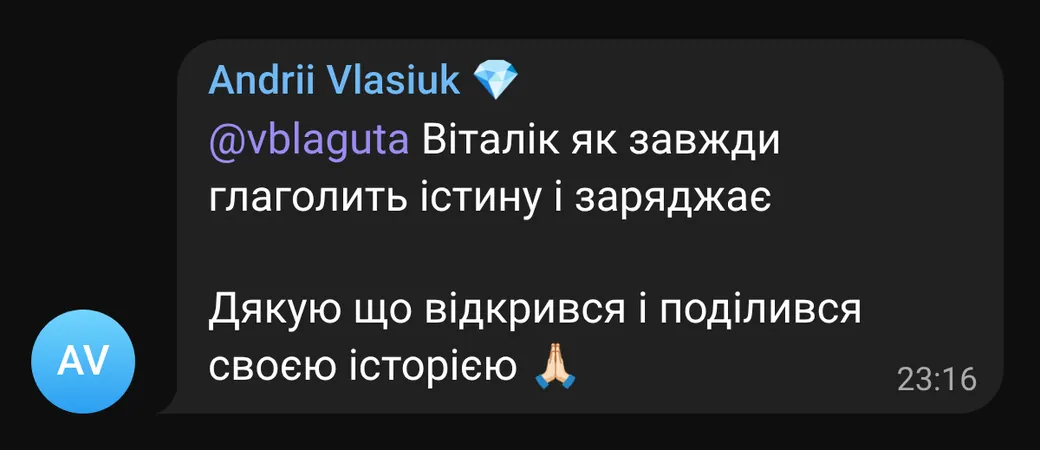 Andrii Vlasiuk 💎
@vblaguta Віталік як завжди
глаголить істину і заряджає
Дякую що відкрився і поділився
своєю історією 🙏🏻
AV
23:16